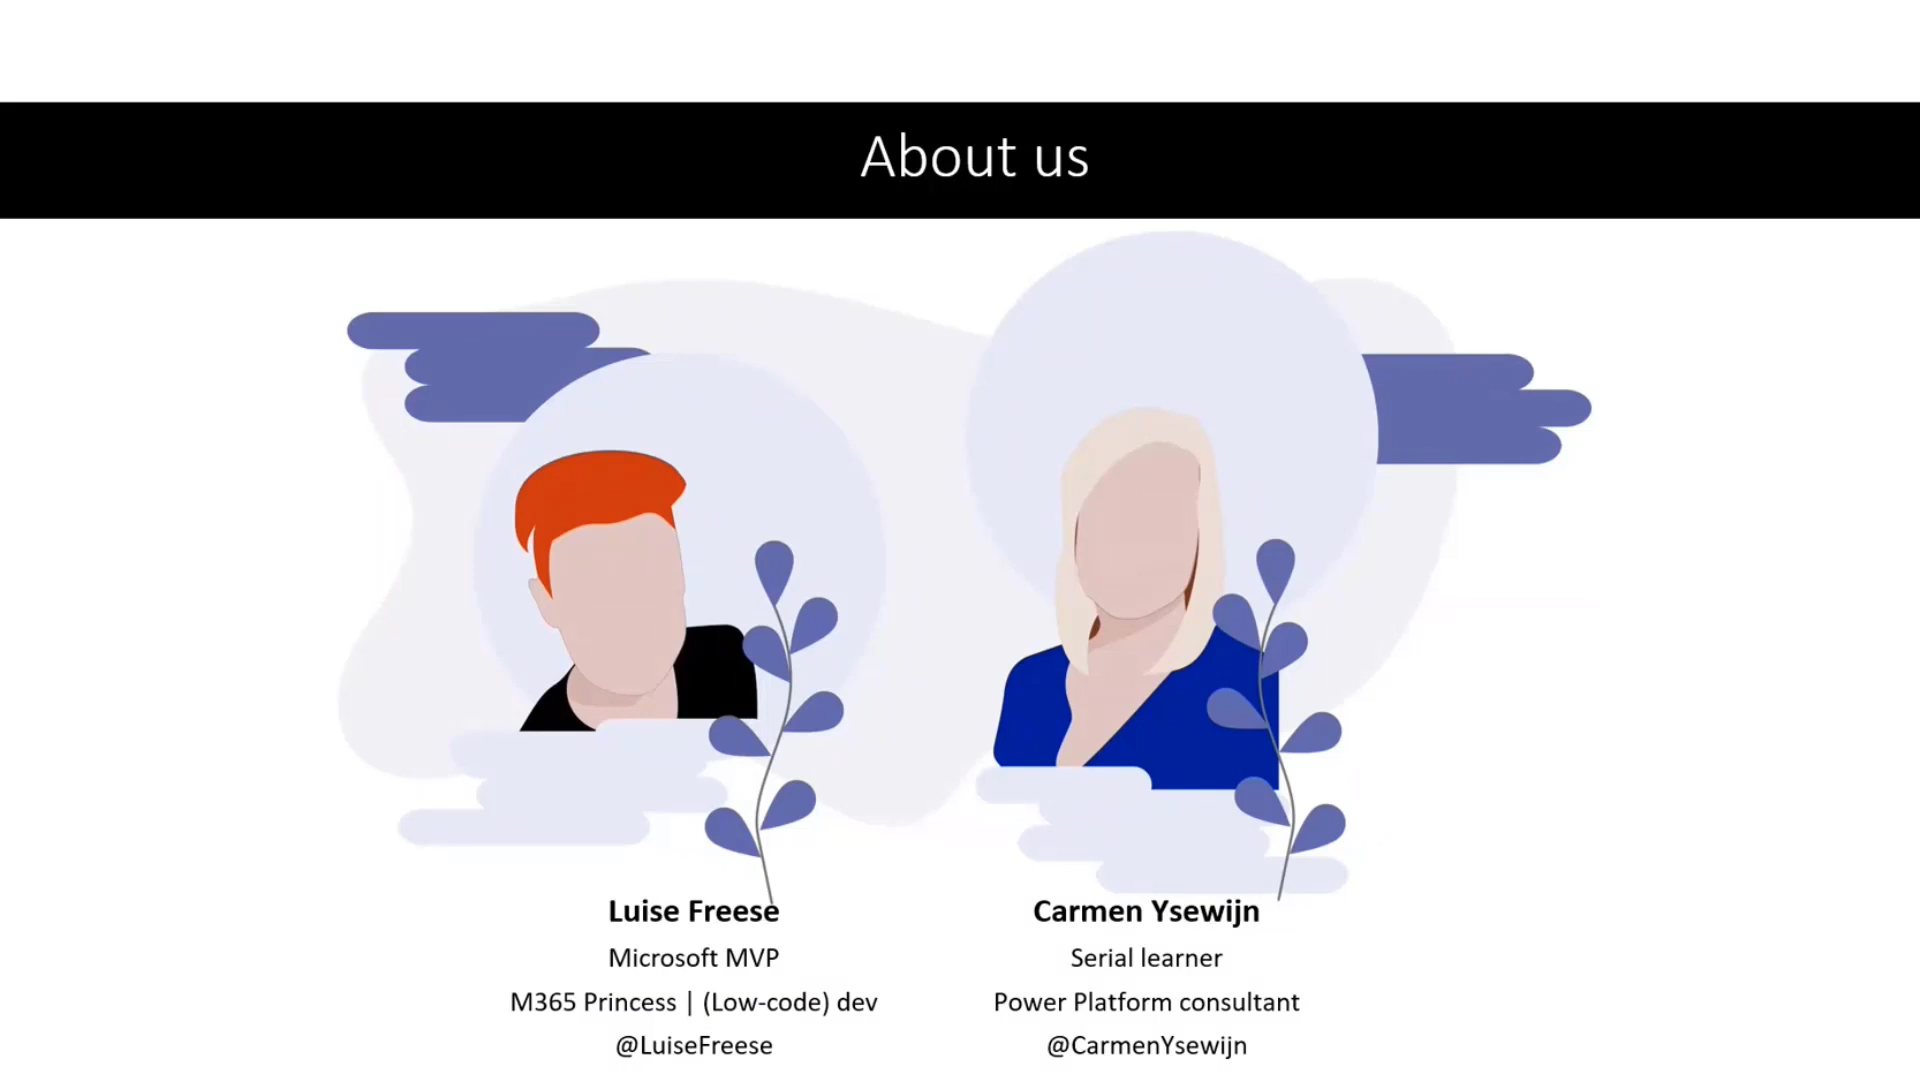 About us
Luise Freese
Microsoft MVP
M365 Princess | (Low-code) dev
@LuiseFreese
Carmen Ysewijn
Serial learner
Power Platform consultant
@CarmenYsewijn